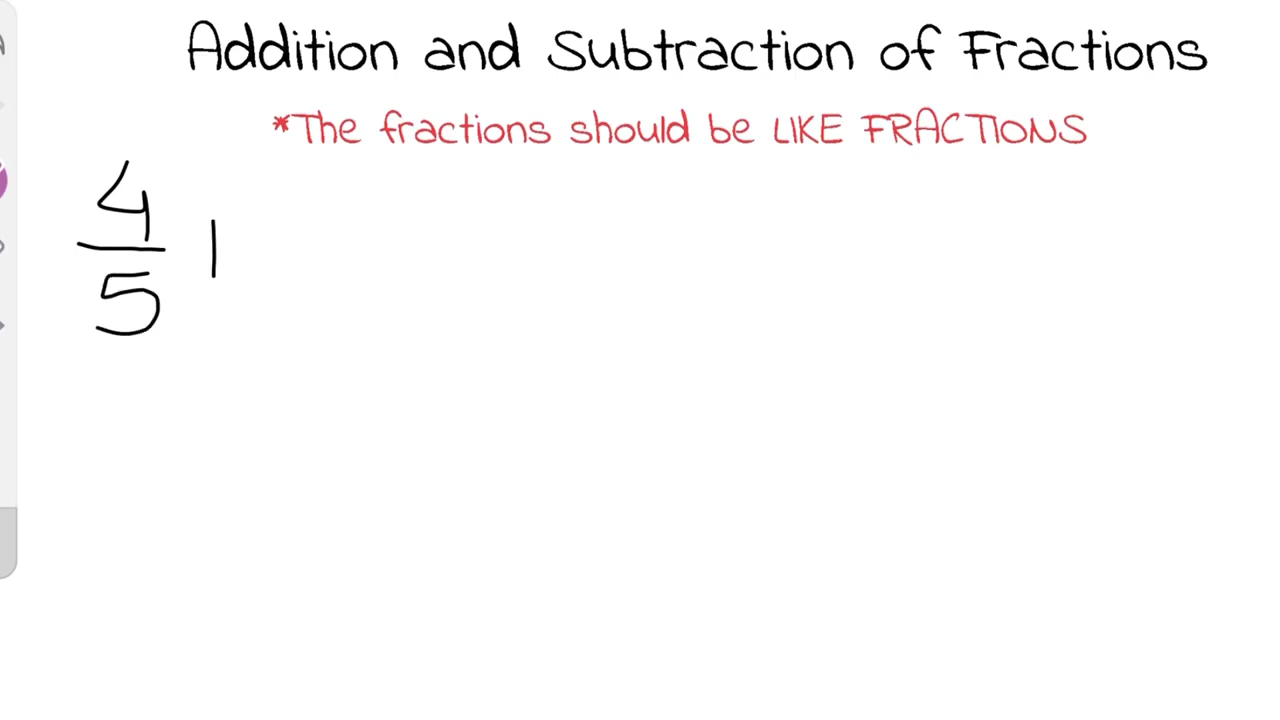 Addition and Subtraction of Fractions
*The fractions should be LIKE FRACTIONS
4
5 |